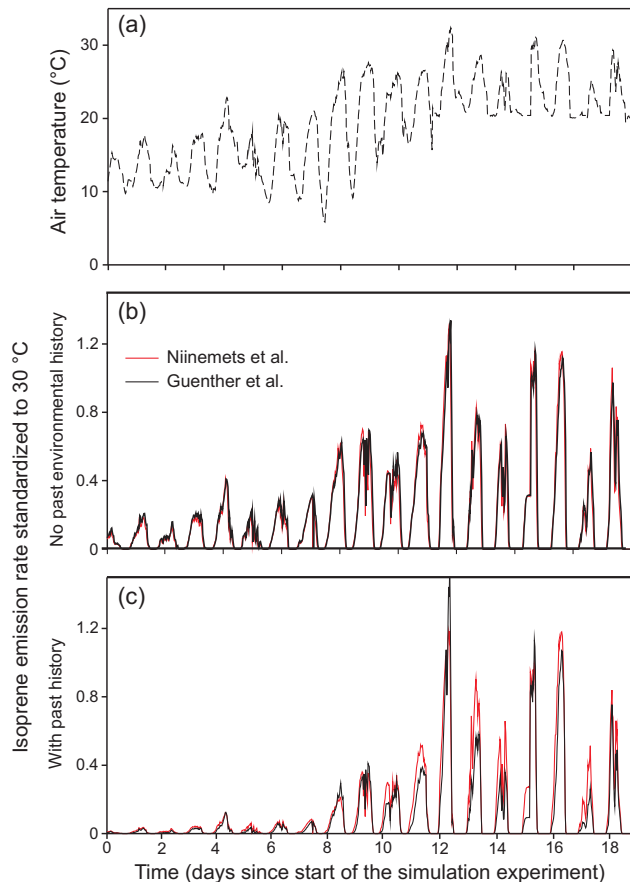 (a)
Air temperature (°C)
30
20
10
0
Isoprene emission rate standardized to 30 °C
(b)
No past environmental history
1.2
0.8
0.4
0
Niinemets et al.
Guenther et al.
(c)
With past history
1.2
0.8
0.4
0
0 2 4 6 8 10 12 14 16 18
Time (days since start of the simulation experiment)